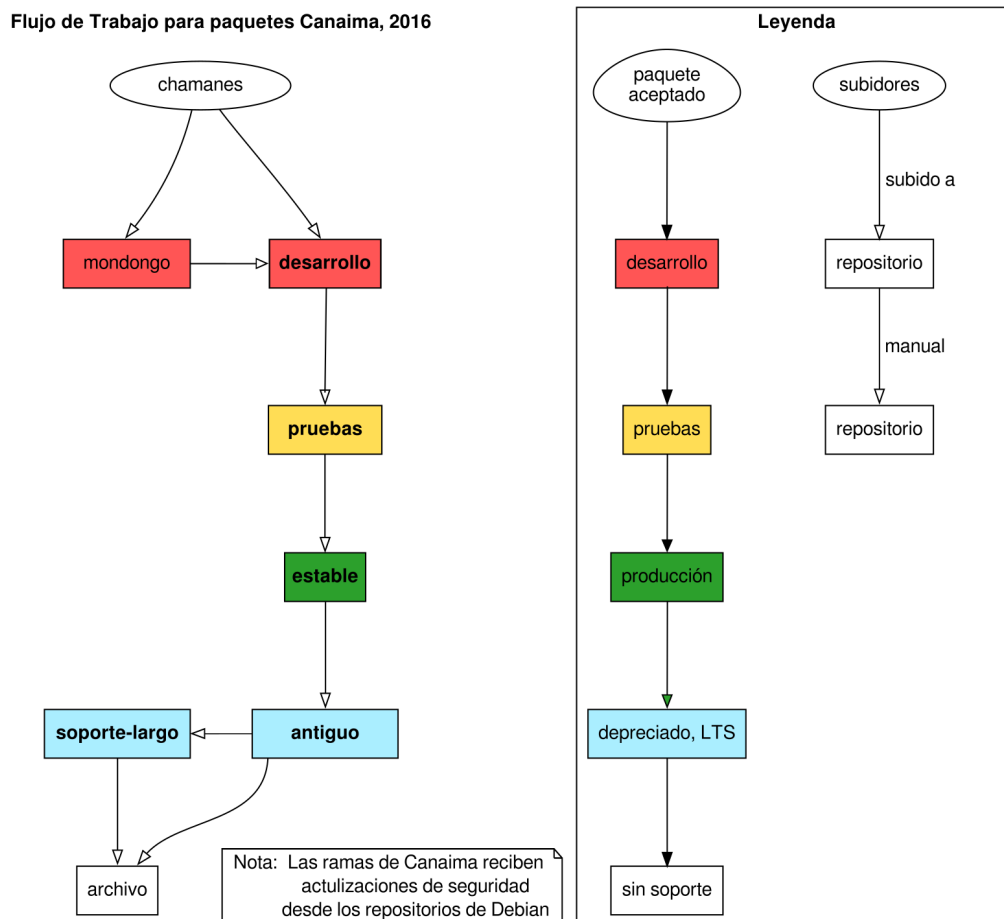 Flujo de Trabajo para paquetes Canaima, 2016
chamanes
mondongo
desarrollo
pruebas
estable
soporte-largo
antiguo
archivo
Nota: Las ramas de Canaima reciben
actulizaciones de seguridad
desde los repositorios de Debian
Leyenda
paquete
aceptado
subidores
subido a
desarrollo
repositorio
manual
pruebas
repositorio
producción
depreciado, LTS
sin soporte